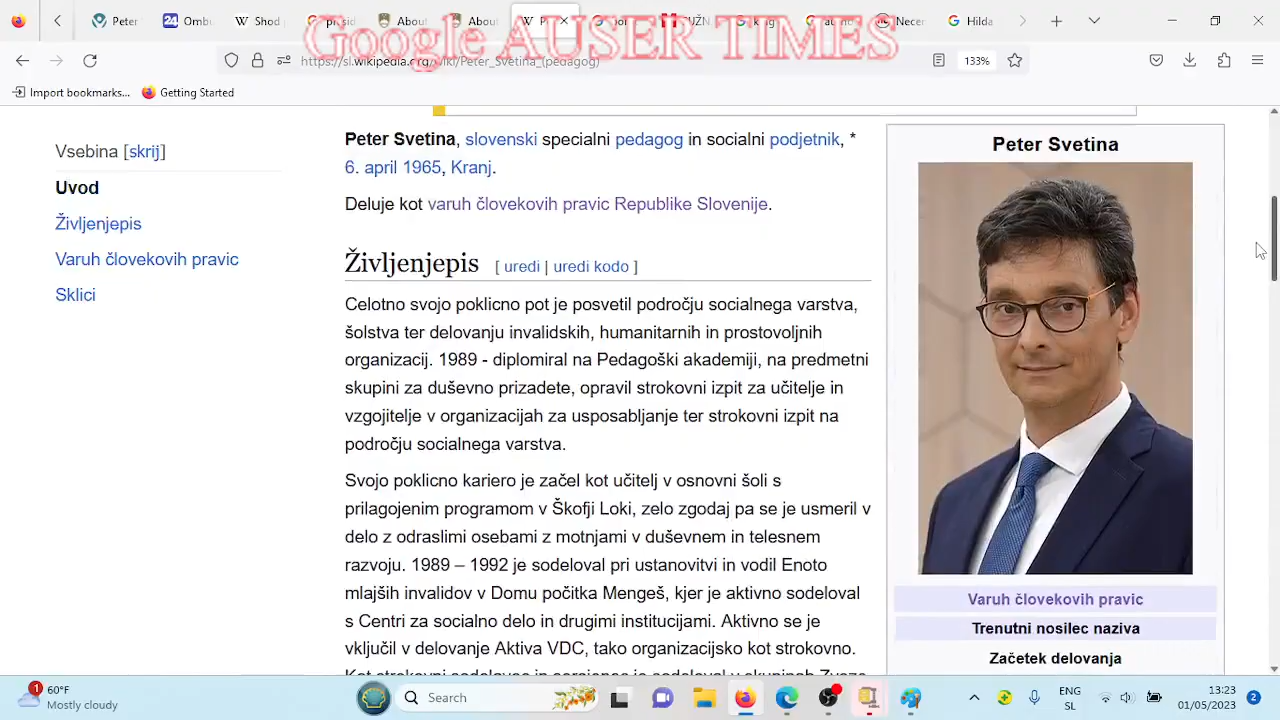 Peter
Omb
Shod
presid
Abou
Abou
P
Necer
Hilda
Google AUSER TIMES
https://sl.wikipedia.org/wiki/Peter_Svetina_(pedagog)
133%
Import bookmarks...
Getting Started
Vsebina [skrij]
Uvod
Življenjepis
Varuh človekovih pravic
Sklici
Peter Svetina, slovenski specialni pedagog in socialni podjetnik, *
6. april 1965, Kranj.
Deluje kot varuh človekovih pravic Republike Slovenije.
Življenjepis [ uredi | uredi kodo ]
Celotno svojo poklicno pot je posvetil področju socialnega varstva,
šolstva ter delovanju invalidskih, humanitarnih in prostovoljnih
organizacij. 1989 - diplomiral na Pedagoški akademiji, na predmetni
skupini za duševno prizadete, opravil strokovni izpit za učitelje in
vzgojitelje v organizacijah za usposabljanje ter strokovni izpit na
področju socialnega varstva.
Svojo poklicno kariero je začel kot učitelj v osnovni šoli s
prilagojenim programom v Škofji Loki, zelo zgodaj pa se je usmeril v
delo z odraslimi osebami z motnjami v duševnem in telesnem
razvoju. 1989 – 1992 je sodeloval pri ustanovitvi in vodil Enoto
mlajših invalidov v Domu počitka Mengeš, kjer je aktivno sodeloval
s Centri za socialno delo in drugimi institucijami. Aktivno se je
vključil v delovanje Aktiva VDC, tako organizacijsko kot strokovno.
Peter Svetina
Varuh človekovih pravic
Trenutni nosilec naziva
Začetek delovanja
1
60°F
Mostly cloudy
Search
ENG
SL
13:23
01/05/2023